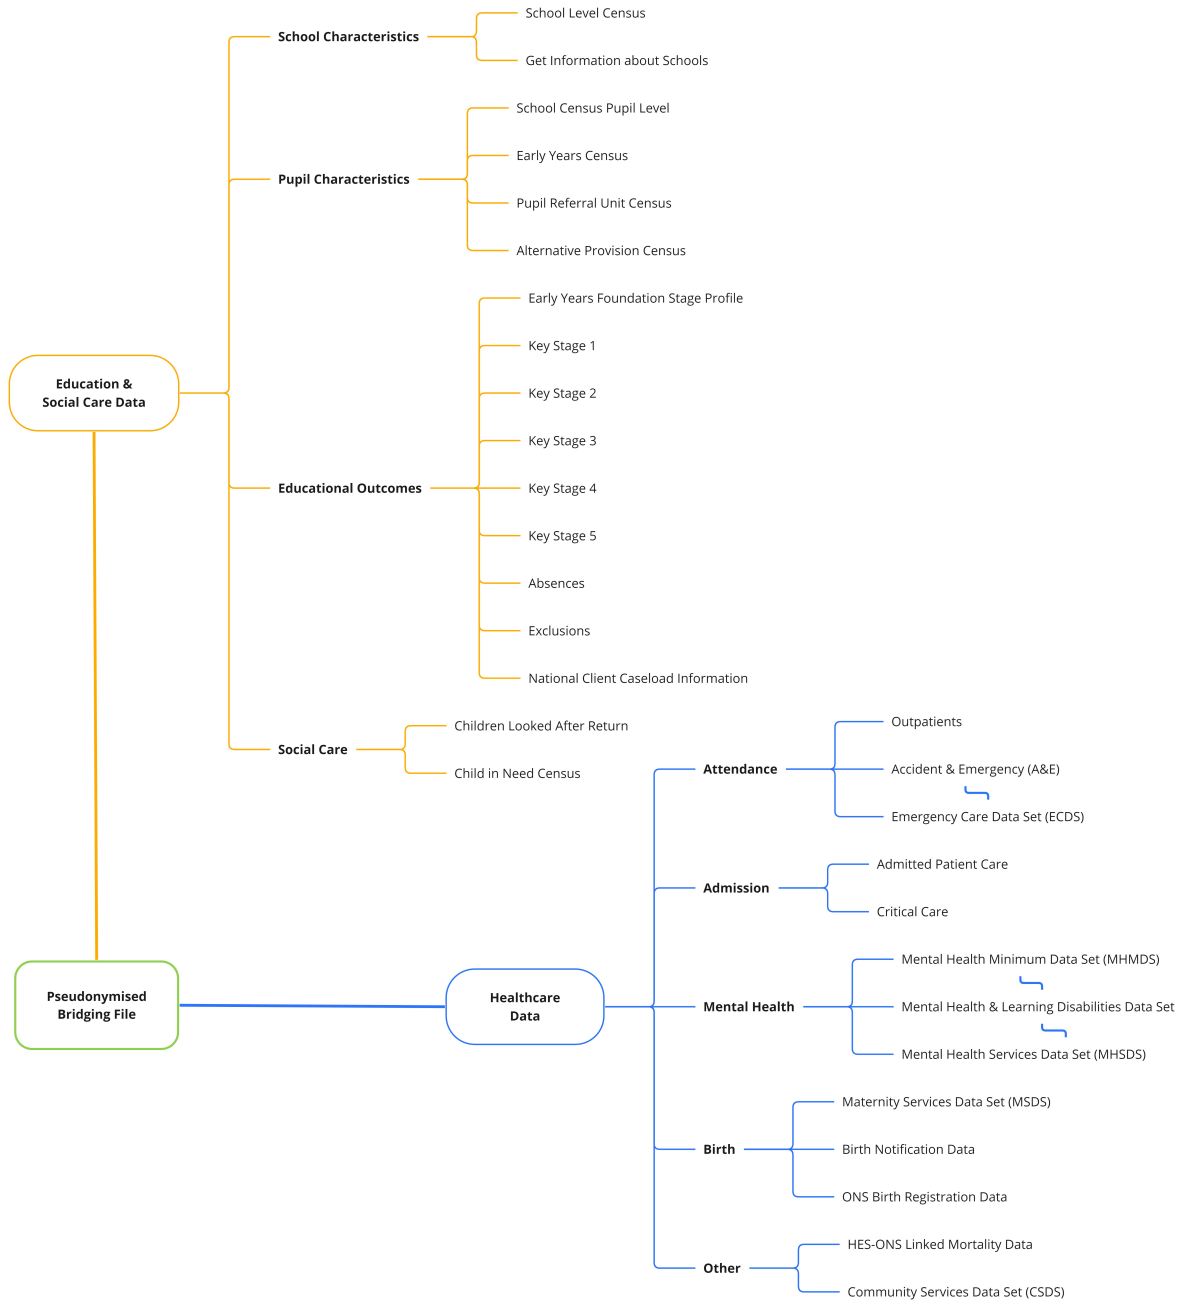 Education &
Social Care Data
School Characteristics
School Level Census
Get Information about Schools
Pupil Characteristics
School Census Pupil Level
Early Years Census
Pupil Referral Unit Census
Alternative Provision Census
Educational Outcomes
Early Years Foundation Stage Profile
Key Stage 1
Key Stage 2
Key Stage 3
Key Stage 4
Key Stage 5
Absences
Exclusions
National Client Caseload Information
Social Care
Children Looked After Return
Child in Need Census
Pseudonymised
Bridging File
Healthcare
Data
Attendance
Outpatients
Accident & Emergency (A&E)
Emergency Care Data Set (ECDS)
Admission
Admitted Patient Care
Critical Care
Mental Health
Mental Health Minimum Data Set (MHMDS)
Mental Health & Learning Disabilities Data Set
Mental Health Services Data Set (MHSDS)
Birth
Maternity Services Data Set (MSDS)
Birth Notification Data
ONS Birth Registration Data
Other
HES-ONS Linked Mortality Data
Community Services Data Set (CSDS)